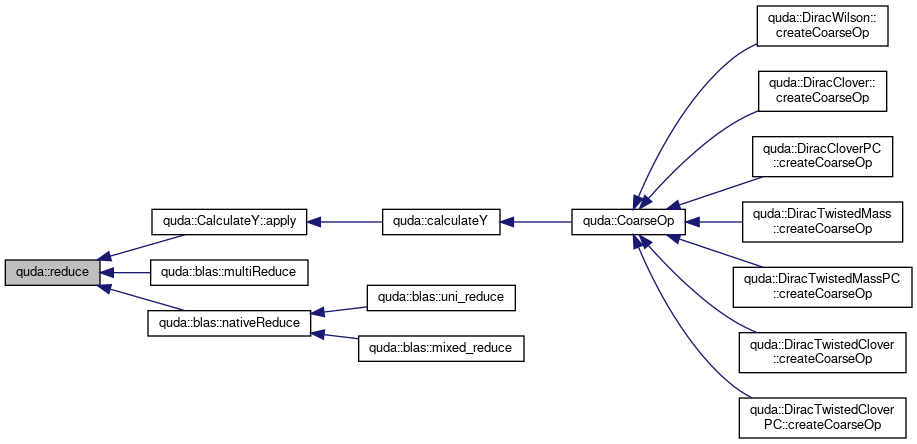 quda::reduce
quda::CalculateY::apply
quda::blas::multiReduce
quda::blas::nativeReduce
quda::calculateY
quda::blas::uni_reduce
quda::blas::mixed_reduce
quda::CoarseOp
quda::DiracWilson::
createCoarseOp
quda::DiracClover::
createCoarseOp
quda::DiracCloverPC
::createCoarseOp
quda::DiracTwistedMass
::createCoarseOp
quda::DiracTwistedMassPC
::createCoarseOp
quda::DiracTwistedClover
::createCoarseOp
quda::DiracTwistedClover
PC::createCoarseOp